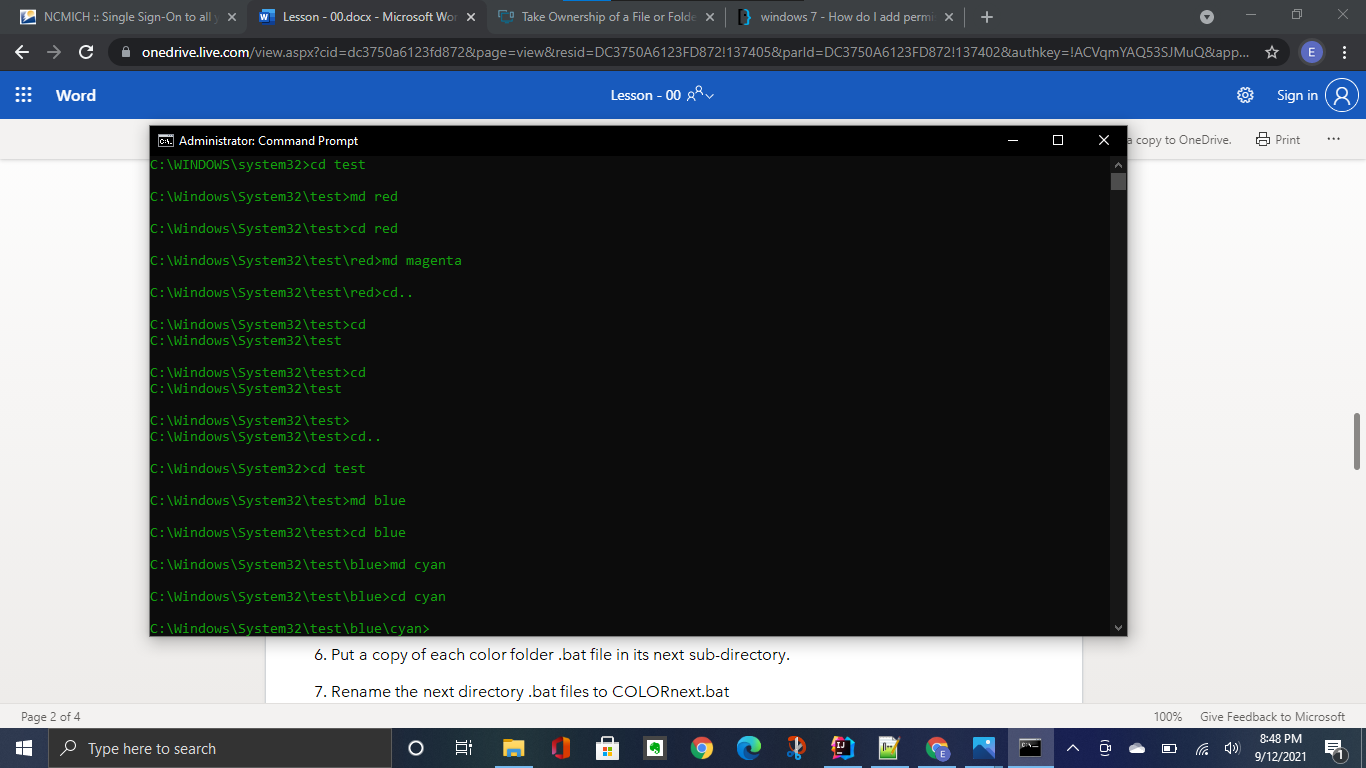 NCMICH :: Single Sign-On to all y
Lesson - 00.docx - Microsoft Wor
Take Ownership of a File or Folde
windows 7 - How do I add permi
onedrive.live.com/view.aspx?cid=dc3750a6123fd872&page=view&resid=DC3750A6123FD872!137405&parId=DC3750A6123FD872!137402&authkey=!ACVqmYAQ53SJMuQ&app...
E
Word
Lesson - 00
Sign in
a copy to OneDrive.
Print
Administrator: Command Prompt
C:\WINDOWS\system32>cd test
C:\Windows\System32\test>md red
C:\Windows\System32\test>cd red
C:\Windows\System32\test\red>md magenta
C:\Windows\System32\test\red>cd..
C:\Windows\System32\test>cd
C:\Windows\System32\test
C:\Windows\System32\test>cd
C:\Windows\System32\test
C:\Windows\System32\test>
C:\Windows\System32\test>cd..
C:\Windows\System32>cd test
C:\Windows\System32\test>md blue
C:\Windows\System32\test>cd blue
C:\Windows\System32\test\blue>md cyan
C:\Windows\System32\test\blue>cd cyan
C:\Windows\System32\test\blue\cyan>
6. Put a copy of each color folder .bat file in its next sub-directory.
7. Rename the next directory .bat files to COLORnext.bat
Page 2 of 4
100%
Give Feedback to Microsoft
Type here to search
8:48 PM
9/12/2021
1